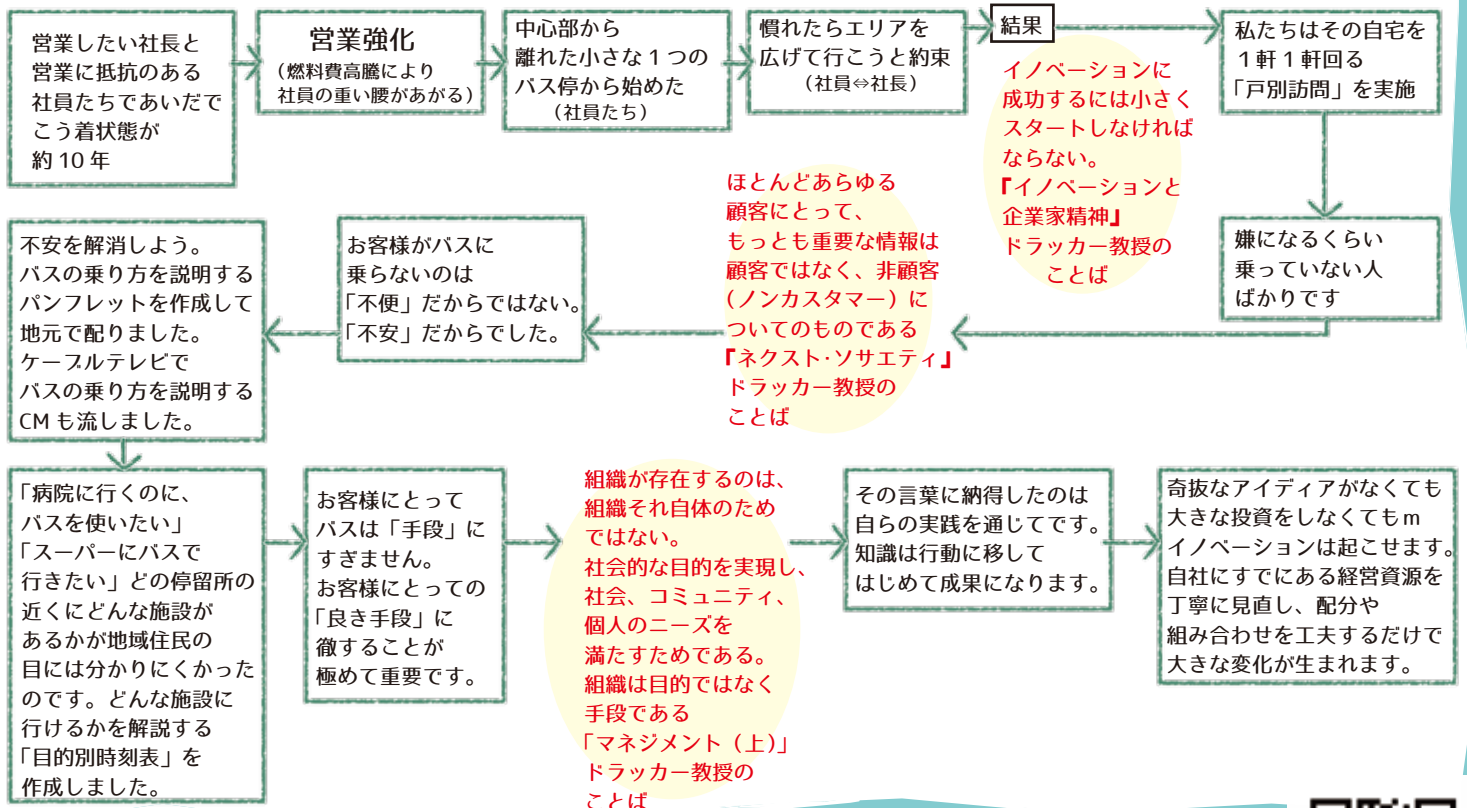 営業したい社長と
営業に抵抗のある
社員たちであいだで
こう着状態が
約10年
営業強化
(燃料費高騰により
社員の重い腰があがる)
中心部から
離れた小さな1つの
バス停から始めた
(社員たち)
慣れたらエリアを
広げて行こうと約束
(社員⇔社長)
結果
イノベーションに
成功するには小さく
スタートしなければ
ならない。
『イノベーションと
企業家精神』
ドラッカー教授の
ことば
私たちはその自宅を
1軒1軒回る
「戸別訪問」を実施
嫌になるくらい
乗っていない人
ばかりです
ほとんどあらゆる
顧客にとって、
もっとも重要な情報は
顧客ではなく、非顧客
(ノンカスタマー)に
ついてのものである
『ネクスト・ソサエティ』
ドラッカー教授の
ことば
お客様がバスに
乗らないのは
「不便」だからではない。
「不安」だからでした。
不安を解消しよう。
バスの乗り方を説明する
パンフレットを作成して
地元で配りました。
ケーブルテレビで
バスの乗り方を説明する
CMも流しました。
「病院に行くのに、
バスを使いたい」
「スーパーにバスで
行きたい」どの停留所の
近くにどんな施設が
あるかが地域住民の
目には分かりにくかった
のです。どんな施設に
行けるかを解説する
「目的別時刻表」を
作成しました。
お客様にとって
バスは「手段」に
すぎません。
お客様にとっての
「良き手段」に
徹することが
極めて重要です。
組織が存在するのは、
組織それ自体のため
ではない。
社会的な目的を実現し、
社会、コミュニティ、
個人のニーズを
満たすためである。
組織は目的ではなく
手段である
「マネジメント(上)」
ドラッカー教授の
ことば
その言葉に納得したのは
自らの実践を通じてです。
知識は行動に移して
はじめて成果になります。
奇抜なアイディアがなくても
大きな投資をしなくてもm
イノベーションは起こせます。
自社にすでにある経営資源を
丁寧に見直し、配分や
組み合わせを工夫するだけで
大きな変化が生まれます。